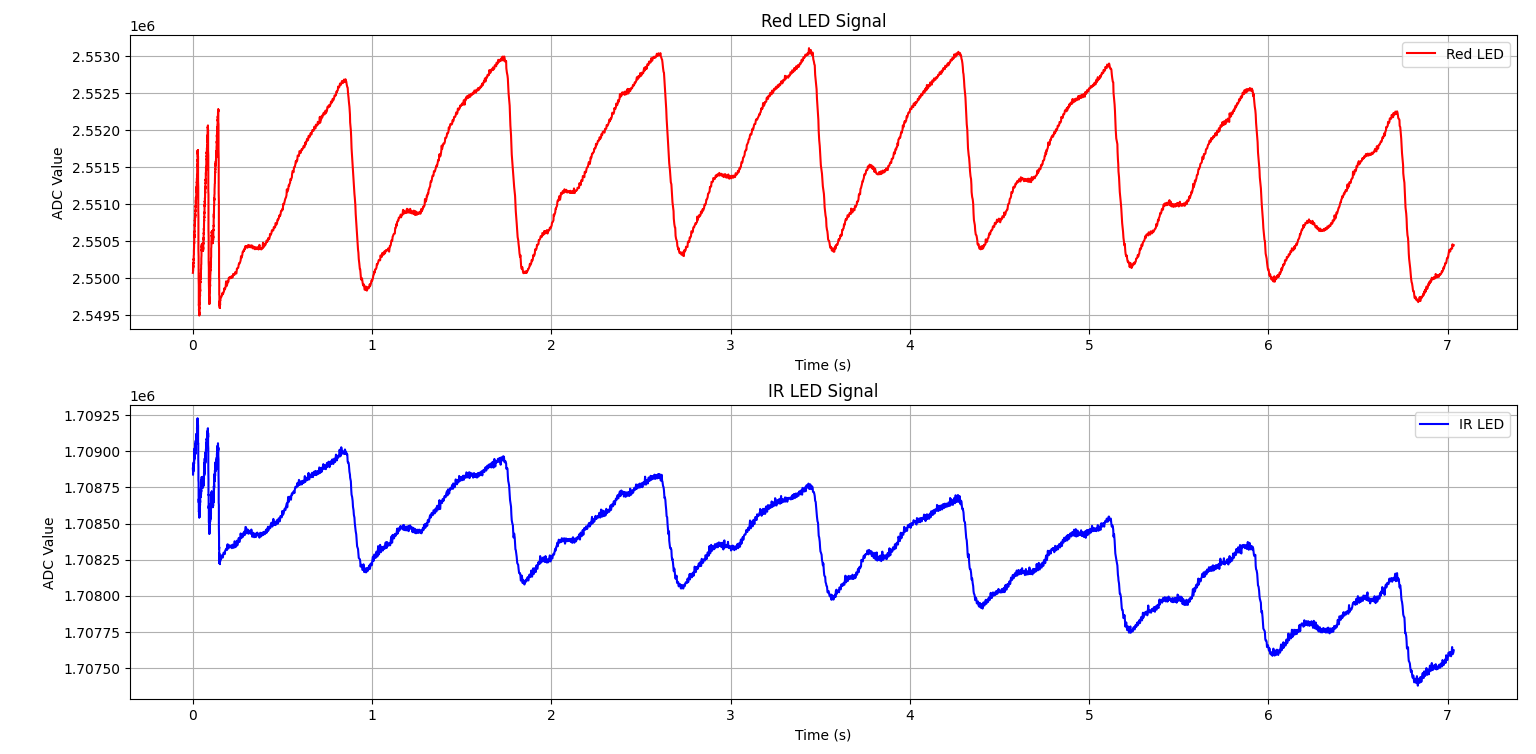 Red LED Signal
1e6
Red LED
2.5530
2.5525
2.5520
2.5515
2.5510
2.5505
2.5500
2.5495
ADC Value
0 1 2 3 4 5 6 7
Time (s)
IR LED Signal
1e6
IR LED
1.70925
1.70900
1.70875
1.70850
1.70825
1.70800
1.70775
1.70750
ADC Value
0 1 2 3 4 5 6 7
Time (s)